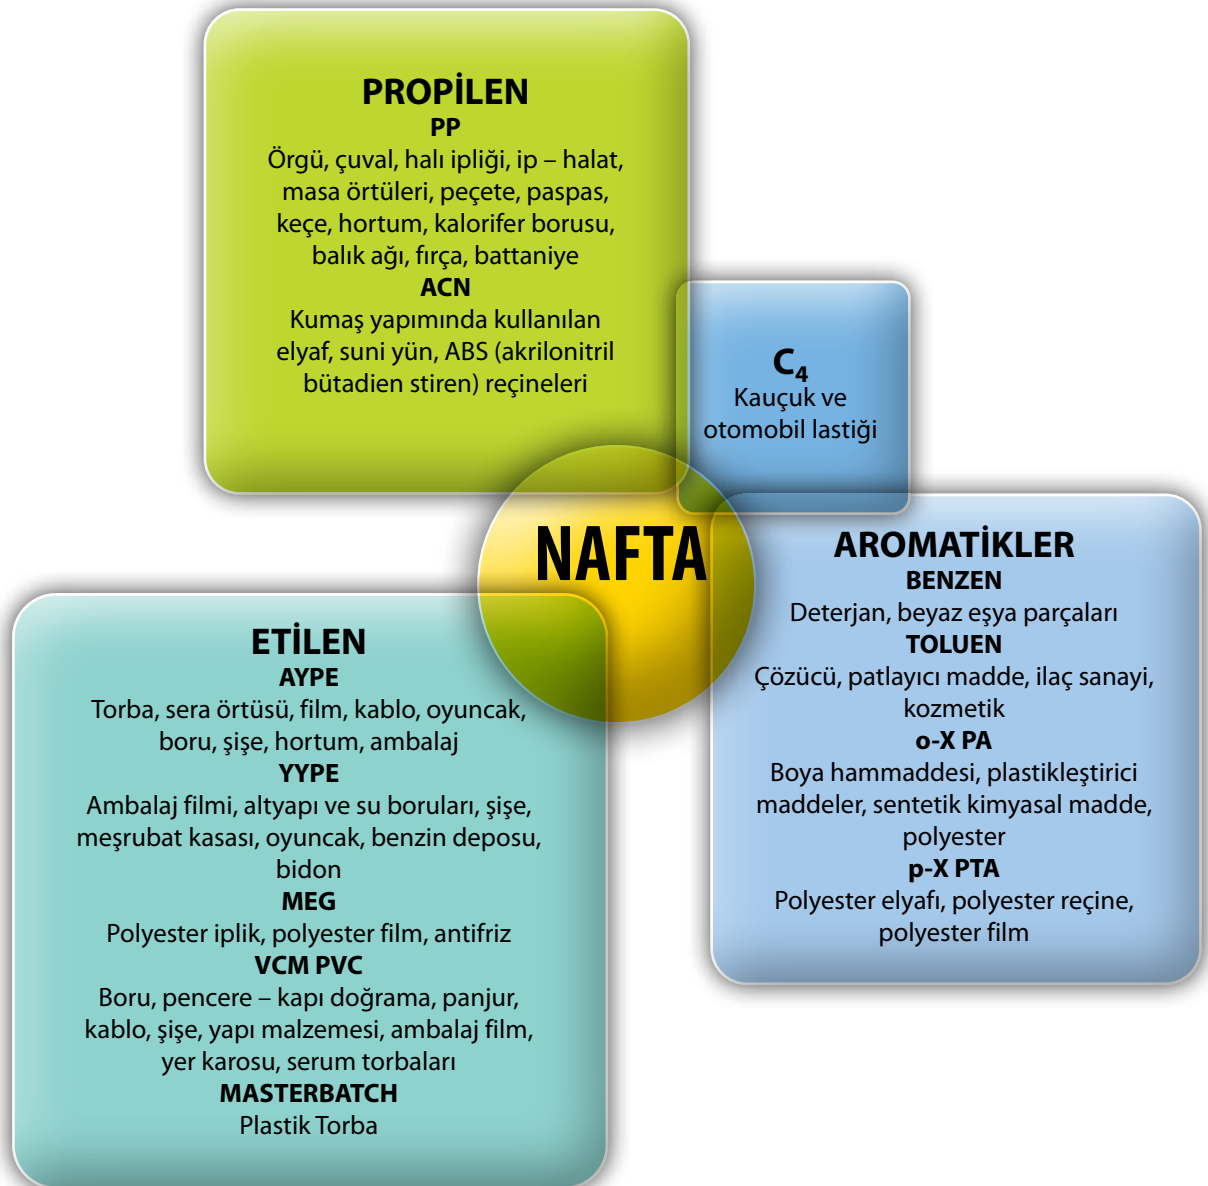 PROPİLEN
PP
Örgü, çuval, halı ipliği, ip – halat,
masa örtüleri, peçete, paspas,
keçe, hortum, kalorifer borusu,
balık ağı, fırça, battaniye
ACN
Kumaş yapımında kullanılan
elyaf, suni yün, ABS (akrilonitril
bütadien stiren) reçineleri
C₄
Kauçuk ve
otomobil lastiği
NAFTA
AROMATİKLER
BENZEN
Deterjan, beyaz eşya parçaları
TOLUEN
Çözücü, patlayıcı madde, ilaç sanayi,
kozmetik
o-X PA
Boya hammaddesi, plastikleştirici
maddeler, sentetik kimyasal madde,
polyester
p-X PTA
Polyester elyafı, polyester reçine,
polyester film
ETİLEN
AYPE
Torba, sera örtüsü, film, kablo, oyuncak,
boru, şişe, hortum, ambalaj
YYPE
Ambalaj filmi, altyapı ve su boruları, şişe,
meşrubat kasası, oyuncak, benzin deposu,
bidon
MEG
Polyester iplik, polyester film, antifriz
VCM PVC
Boru, pencere – kapı doğrama, panjur,
kablo, şişe, yapı malzemesi, ambalaj film,
yer karosu, serum torbaları
MASTERBATCH
Plastik Torba